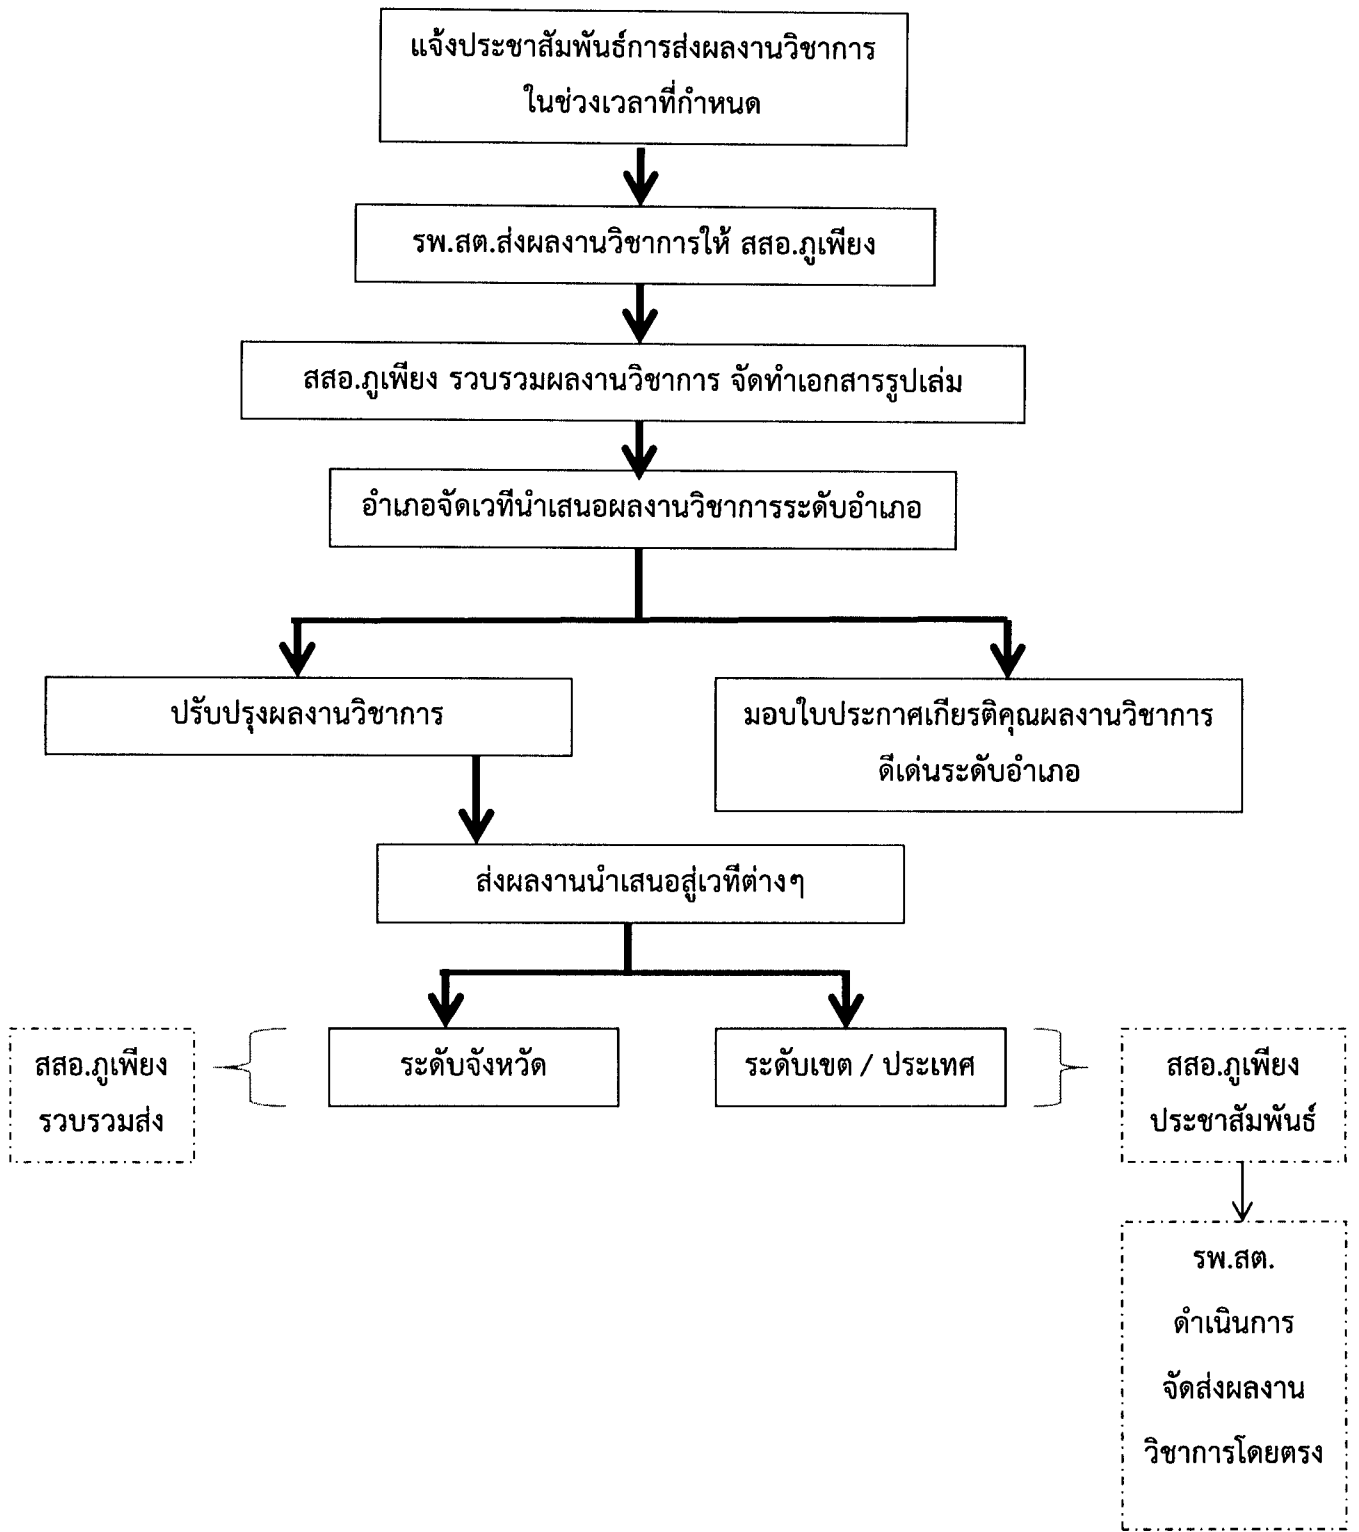 แจ้งประชาสัมพันธ์การส่งผลงานวิชาการ
ในช่วงเวลาที่กำหนด
รพ.สต.ส่งผลงานวิชาการให้ สสอ.ภูเพียง
สสอ.ภูเพียง รวบรวมผลงานวิชาการ จัดทำเอกสารรูปเล่ม
อำเภอจัดเวทีนำเสนอผลงานวิชาการระดับอำเภอ
ปรับปรุงผลงานวิชาการ
มอบใบประกาศเกียรติคุณผลงานวิชาการ
ดีเด่นระดับอำเภอ
ส่งผลงานนำเสนอสู่เวทีต่างๆ
สสอ.ภูเพียง
รวบรวมส่ง
ระดับจังหวัด
ระดับเขต / ประเทศ
สสอ.ภูเพียง
ประชาสัมพันธ์
รพ.สต.
ดำเนินการ
จัดส่งผลงาน
วิชาการโดยตรง